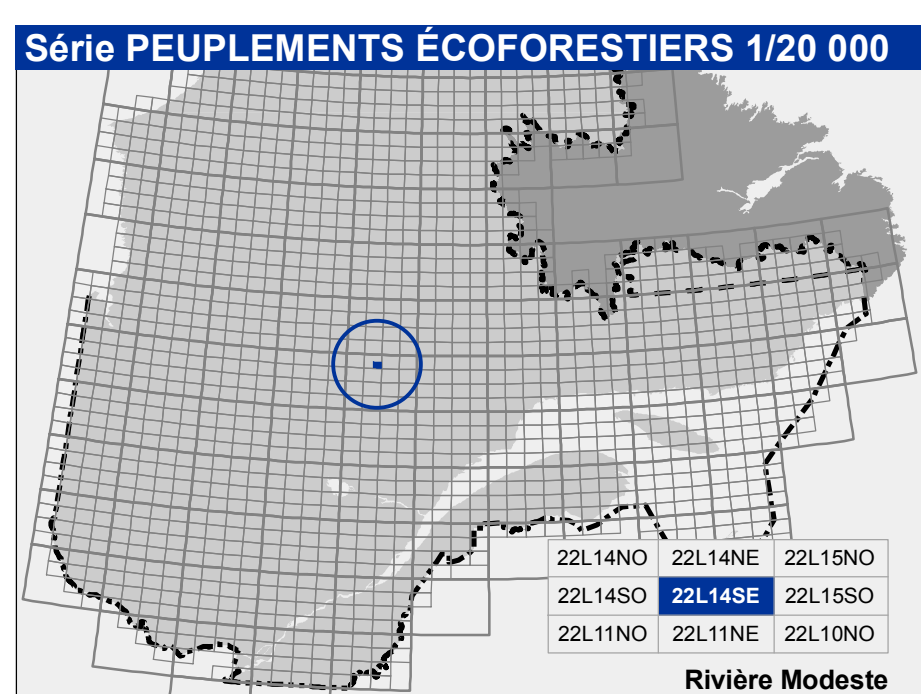 Série PEUPLEMENTS ÉCOFORESTIERS 1/20 000
22L14NO 22L14NE 22L15NO
22L14SO 22L14SE 22L15SO
22L11NO 22L11NE 22L10NO
Rivière Modeste